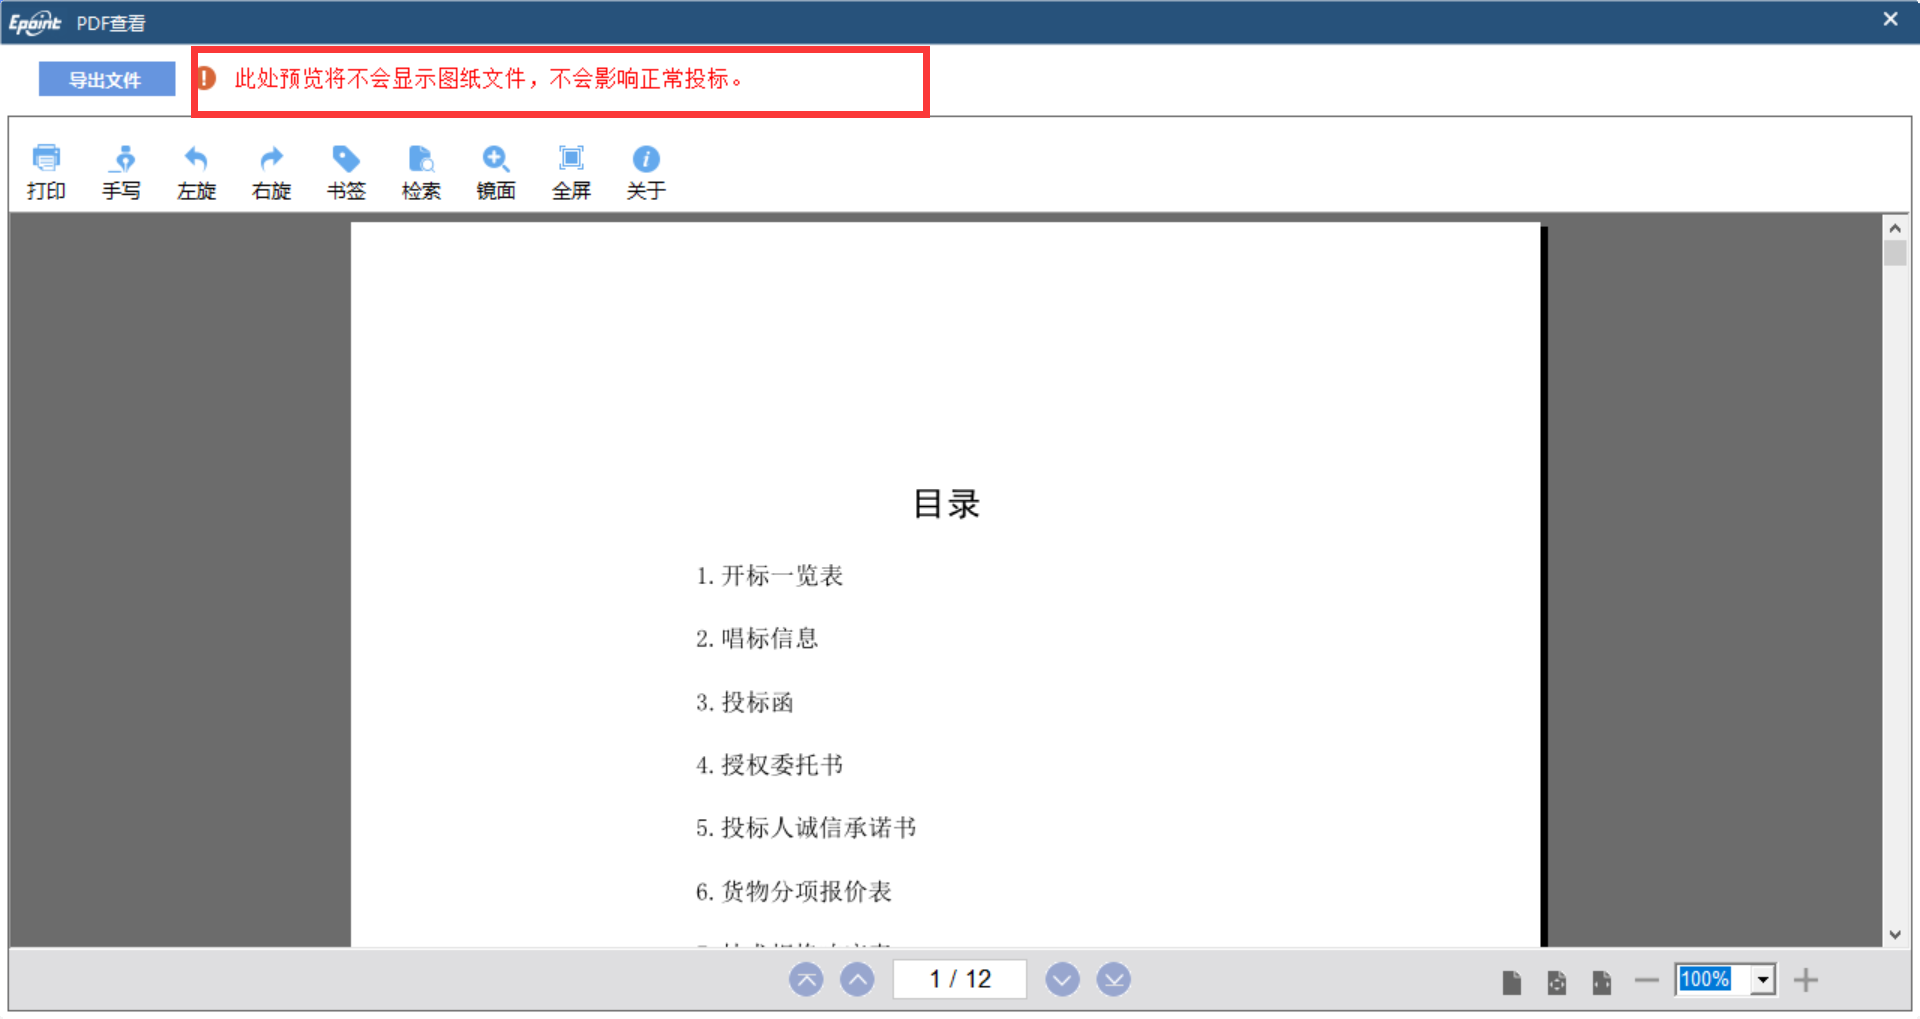 Epoint PDF查看
导出文件
此处预览将不会显示图纸文件，不会影响正常投标。
打印 手写 左旋 右旋 书签 检索 镜面 全屏 关于
目录
1. 开标一览表
2. 唱标信息
3. 投标函
4. 授权委托书
5. 投标人诚信承诺书
6. 货物分项报价表
1 / 12
100%